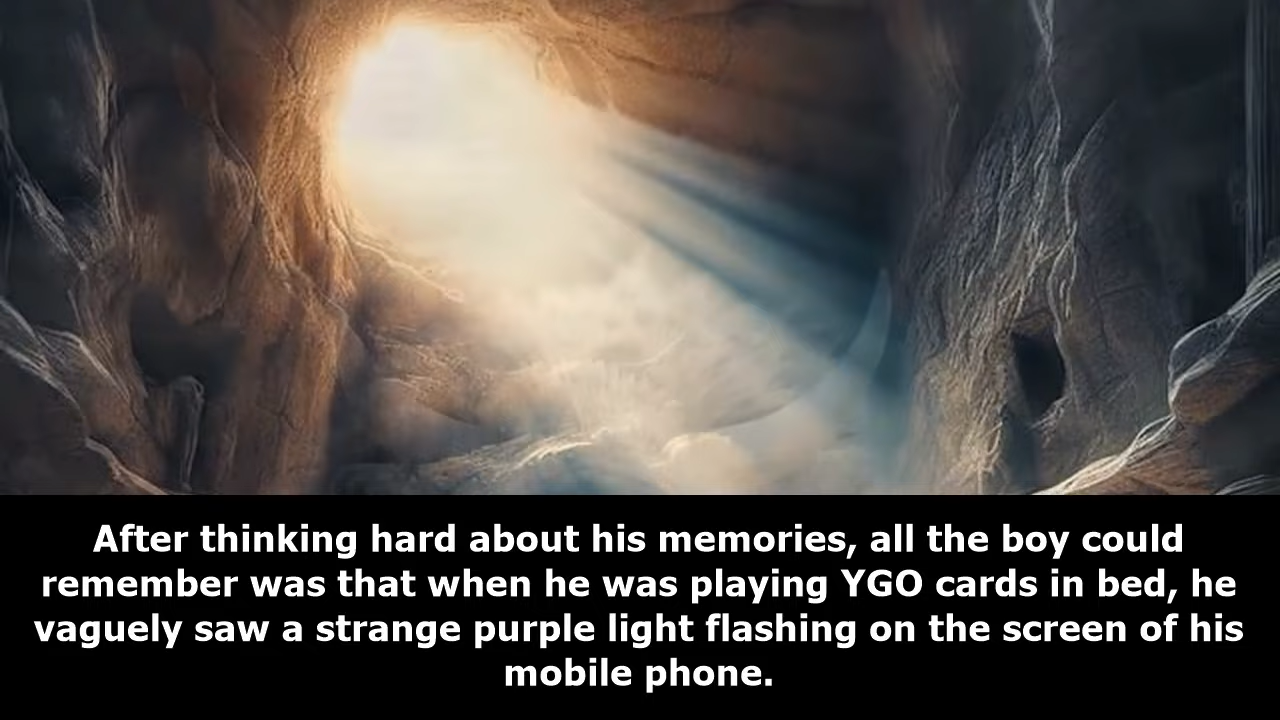 After thinking hard about his memories, all the boy could
remember was that when he was playing YGO cards in bed, he
vaguely saw a strange purple light flashing on the screen of his
mobile phone.